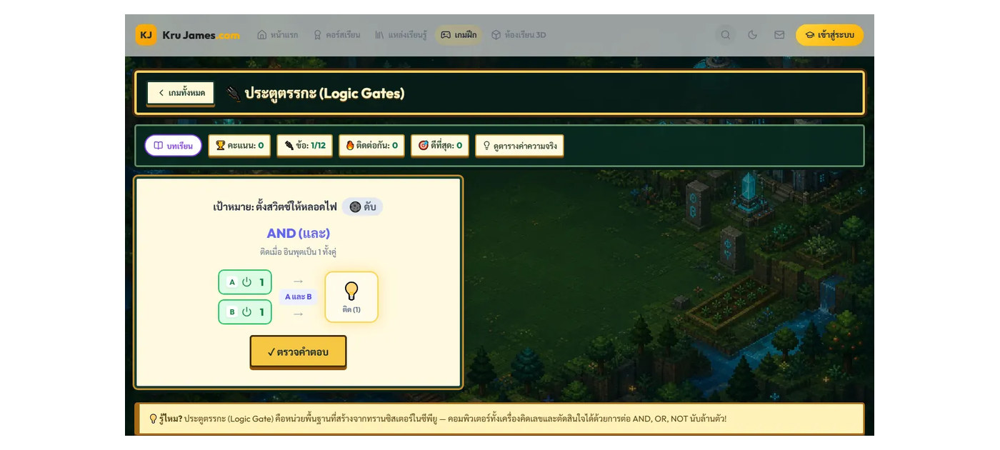 KJ Kru James.com หน้าแรก คอร์สเรียน แหล่งเรียนรู้ เกมฝึก ห้องเรียน 3D เข้าสู่ระบบ
เกมทั้งหมด ประตูตรรกะ (Logic Gates)
บทเรียน คะแนน: 0 ข้อ: 1/12 ติดต่อกัน: 0 ดีที่สุด: 0 ดูตารางค่าความจริง
เป้าหมาย: ตั้งสวิตช์ให้หลอดไฟ ดับ
AND (และ)
ติดเมื่อ อินพุตเป็น 1 ทั้งคู่
A 1 →
A และ B
B 1 →
ติด (1)
✓ ตรวจคำตอบ
รู้ไหม? ประตูตรรกะ (Logic Gate) คือหน่วยพื้นฐานที่สร้างจากทรานซิสเตอร์ในซีพียู — คอมพิวเตอร์ทั้งเครื่องคิดเลขและตัดสินใจได้ด้วยการต่อ AND, OR, NOT นับล้านตัว!